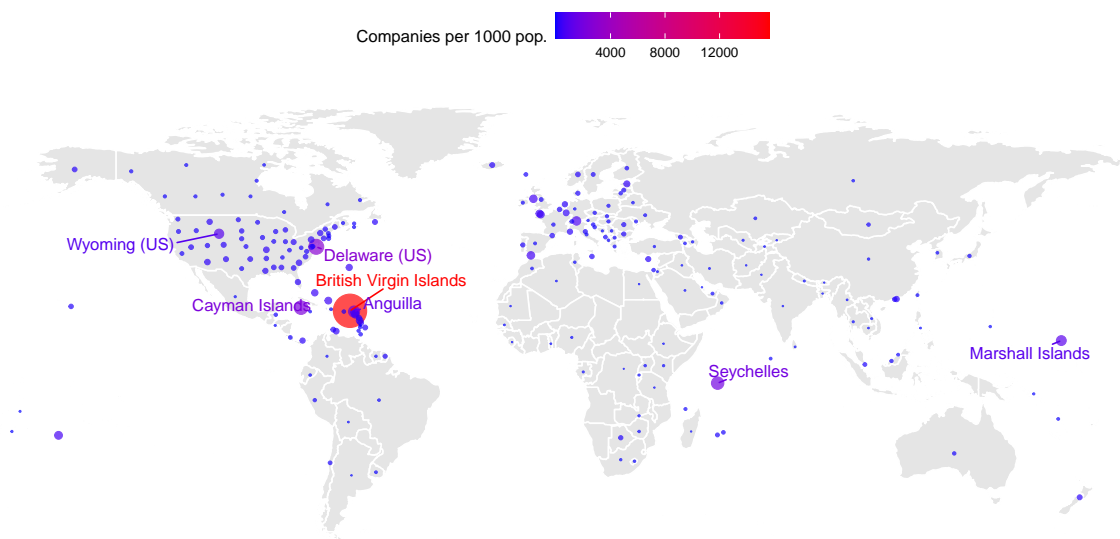 Companies per 1000 pop.
4000 8000 12000
Wyoming (US)
Delaware (US)
British Virgin Islands
Cayman Islands
Anguilla
Marshall Islands
Seychelles